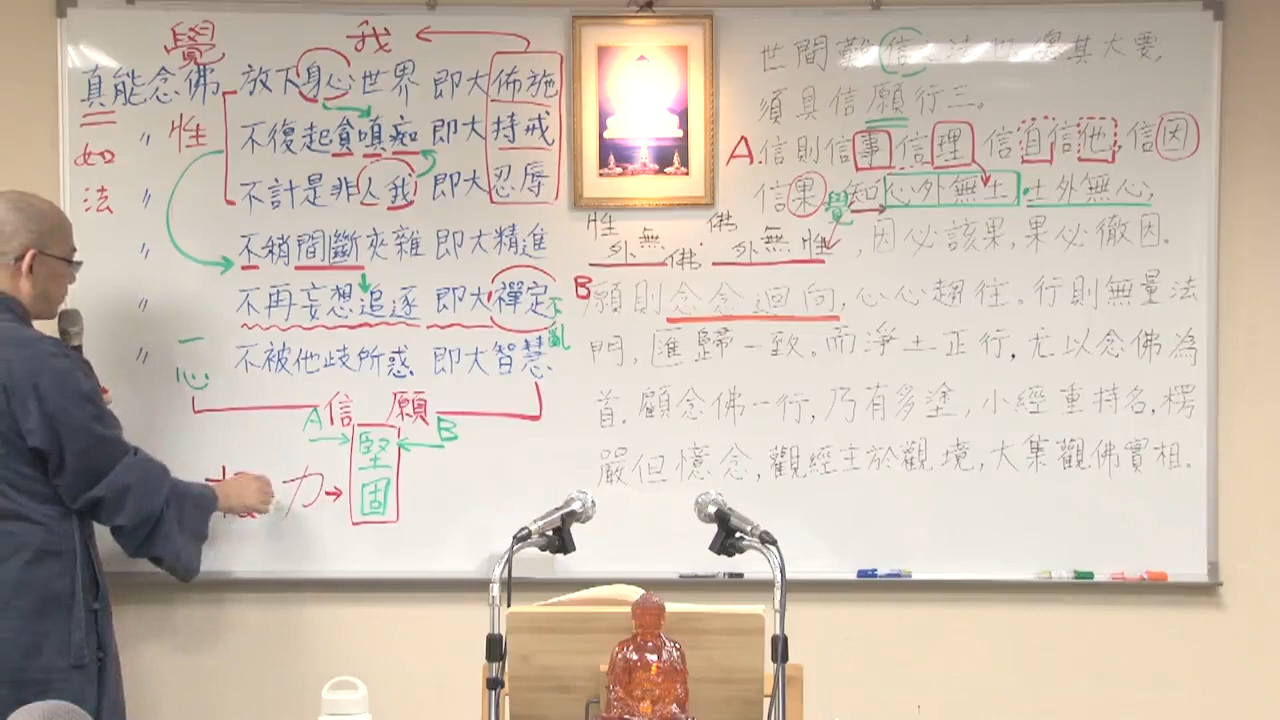 覺
我
真能念佛 放下身心世界 即大佈施
〃 性 不復起貪嗔痴 即大持戒
〃 不計是非人我 即大忍辱
〃 不稍間斷夾雜 即大精進
〃 不再妄想追逐 即大禪定
不亂
〃 不被他歧所惑 即大智慧
二如法
一心
信 願
A B
堅固
力
世間難信之法 其大要,
須具信願行三。
A.信則信事信理 信自信他,信因
信果,知心外無土,土外無心,
覺
性外無佛 佛外無性
因必該果,果必徹因。
B 願則念念迴向,心心趨往。行則無量法
門,匯歸一致。而淨土正行,尤以念佛為
首,顧念佛一行,乃有多塗,小經重持名,楞
嚴但憶念,觀經主於觀境,大集觀佛實相。